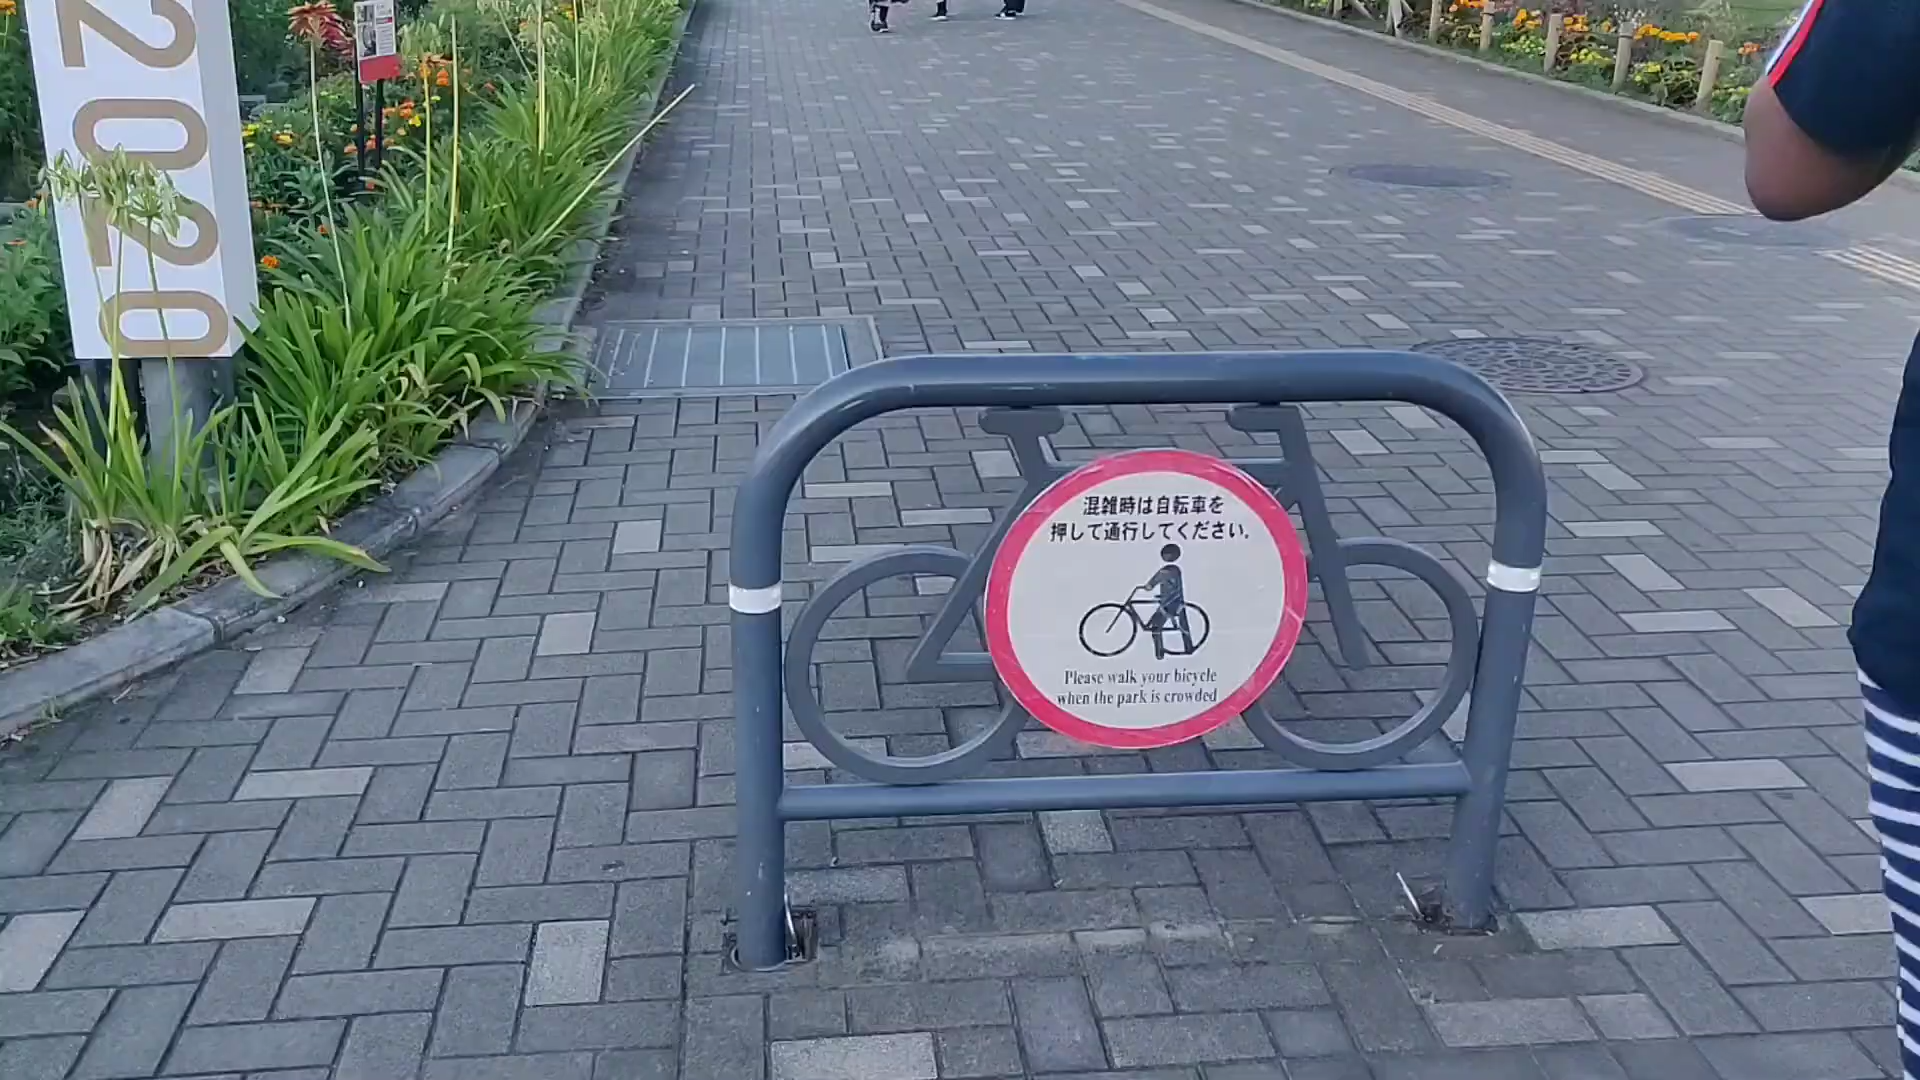 2020
混雑時は自転車を
押して通行してください。
Please walk your bicycle
when the park is crowded